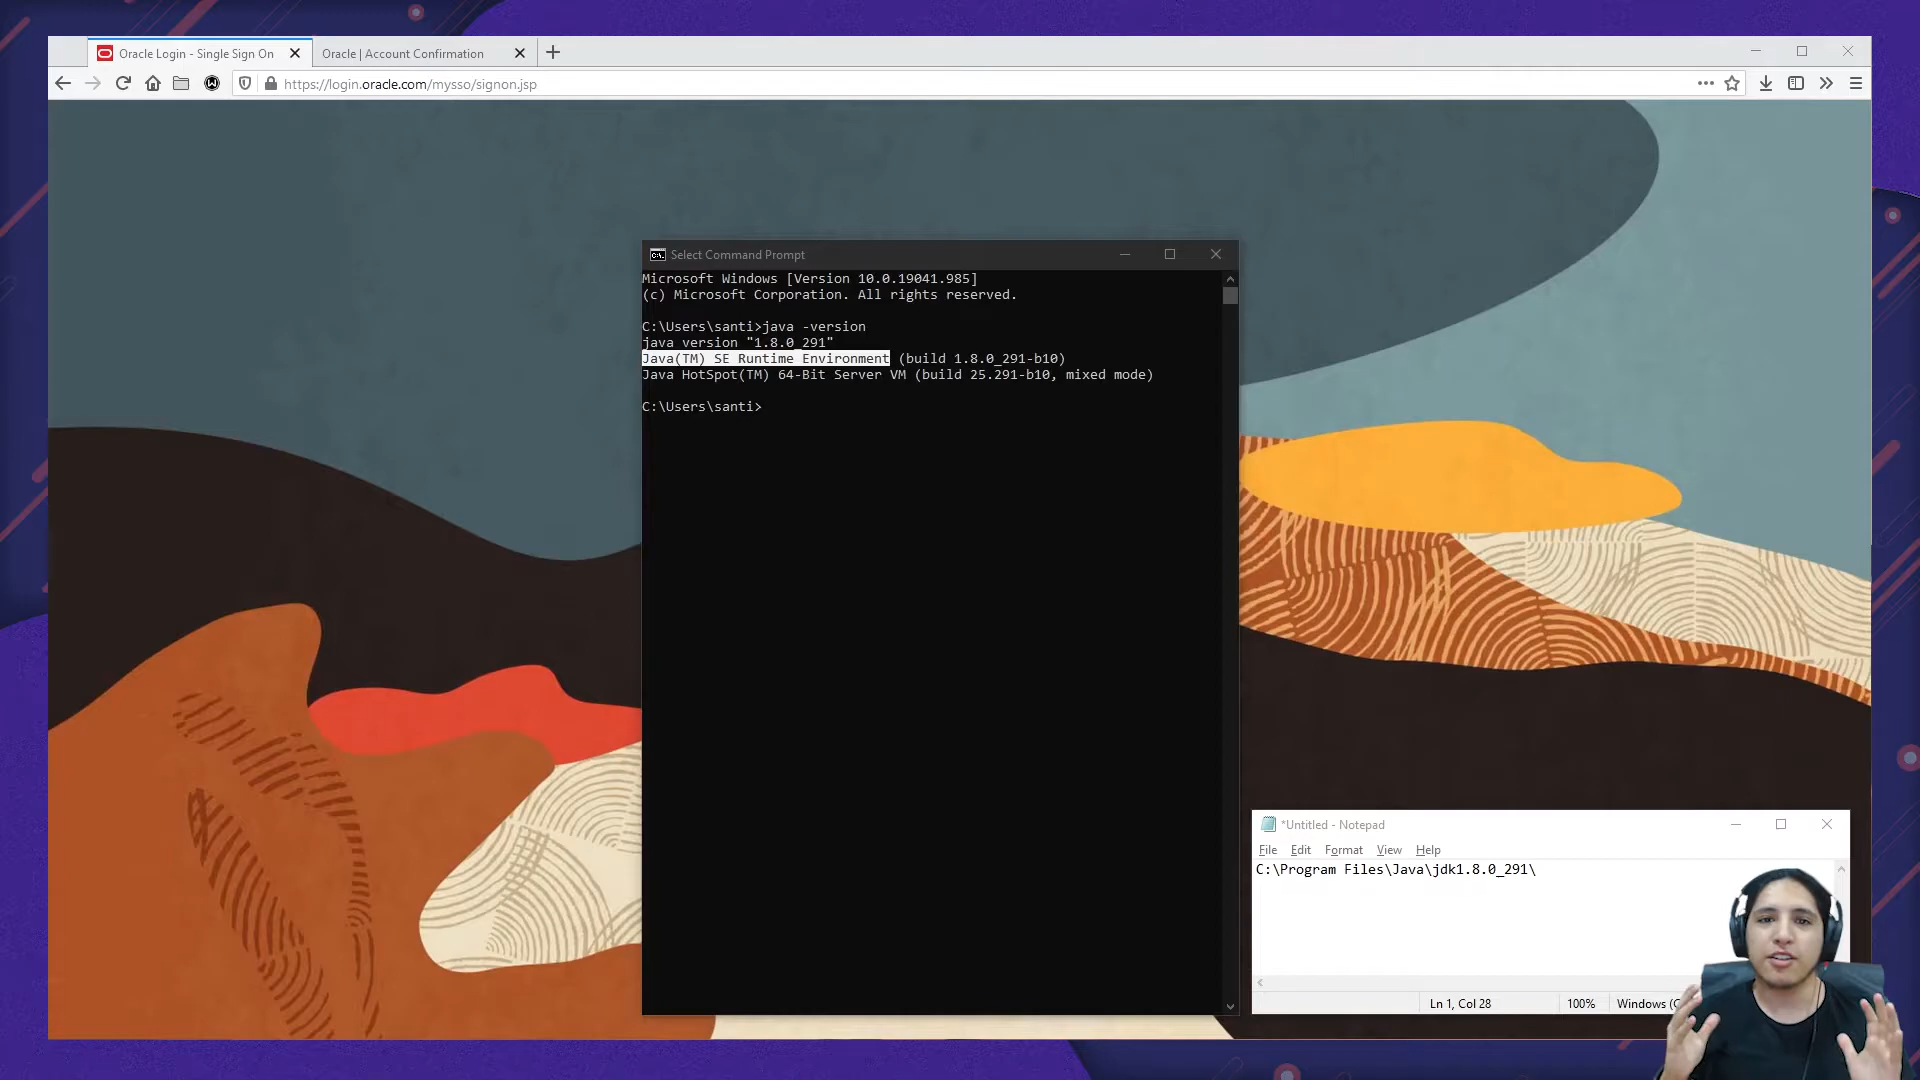 Oracle Login - Single Sign On
Oracle | Account Confirmation
https://login.oracle.com/mysso/signon.jsp
Select Command Prompt
Microsoft Windows [Version 10.0.19041.985]
(c) Microsoft Corporation. All rights reserved.
C:\Users\santi>java -version
java version "1.8.0_291"
Java(TM) SE Runtime Environment (build 1.8.0_291-b10)
Java HotSpot(TM) 64-Bit Server VM (build 25.291-b10, mixed mode)
C:\Users\santi>
*Untitled - Notepad
File Edit Format View Help
C:\Program Files\Java\jdk1.8.0_291\
Ln 1, Col 28 100% Windows (C